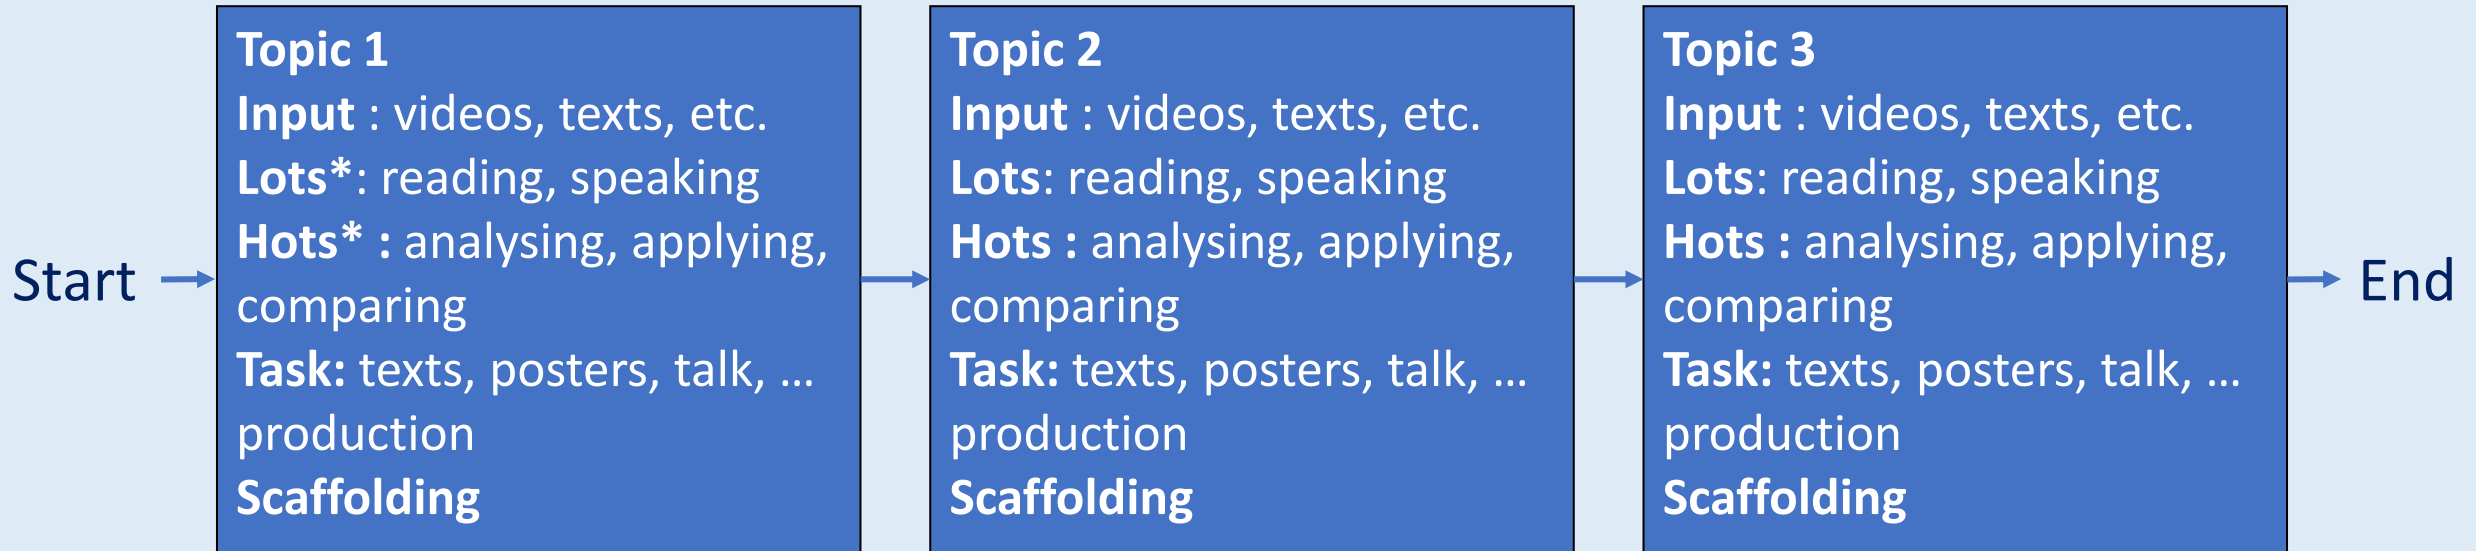 Start
Topic 1
Input : videos, texts, etc.
Lots*: reading, speaking
Hots* : analysing, applying,
comparing
Task: texts, posters, talk, ...
production
Scaffolding
Topic 2
Input : videos, texts, etc.
Lots: reading, speaking
Hots : analysing, applying,
comparing
Task: texts, posters, talk, ...
production
Scaffolding
Topic 3
Input : videos, texts, etc.
Lots: reading, speaking
Hots : analysing, applying,
comparing
Task: texts, posters, talk, ...
production
Scaffolding
End